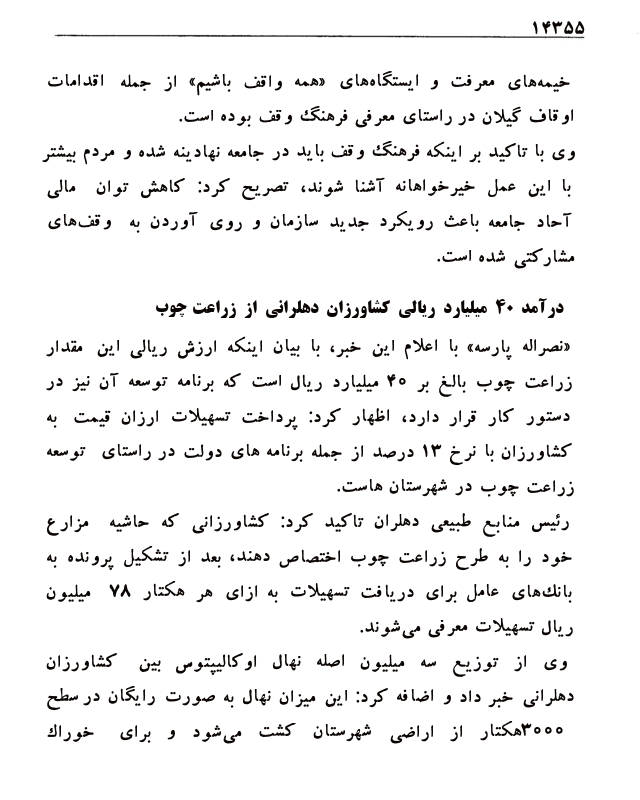 ۱۴۳۵۵
خیمه‌های معرفت و ایستگاه‌های «همه واقف باشیم» از جمله اقدامات
اوقاف گیلان در راستای معرفی فرهنگ وقف بوده است.
وی با تاکید بر اینکه فرهنگ وقف باید در جامعه نهادینه شده و مردم بیشتر
با این عمل خیرخواهانه آشنا شوند، تصریح کرد: کاهش توان مالی
آحاد جامعه باعث رویکرد جدید سازمان و روی آوردن به وقف‌های
مشارکتی شده است.
درآمد ۴۰ میلیارد ریالی کشاورزان دهلرانی از زراعت چوب
«نصراله پارسه» با اعلام این خبر، با بیان اینکه ارزش ریالی این مقدار
زراعت چوب بالغ بر ۴۰ میلیارد ریال است که برنامه توسعه آن نیز در
دستور کار قرار دارد، اظهار کرد: پرداخت تسهیلات ارزان قیمت به
کشاورزان با نرخ ۱۳ درصد از جمله برنامه های دولت در راستای توسعه
زراعت چوب در شهرستان هاست.
رئیس منابع طبیعی دهلران تاکید کرد: کشاورزانی که حاشیه مزارع
خود را به طرح زراعت چوب اختصاص دهند، بعد از تشکیل پرونده به
بانک‌های عامل برای دریافت تسهیلات به ازای هر هکتار ۷۸ میلیون
ریال تسهیلات معرفی می‌شوند.
وی از توزیع سه میلیون اصله نهال اوکالیپتوس بین کشاورزان
دهلرانی خبر داد و اضافه کرد: این میزان نهال به صورت رایگان در سطح
۳۰۰۰هکتار از اراضی شهرستان کشت می‌شود و برای خوراک